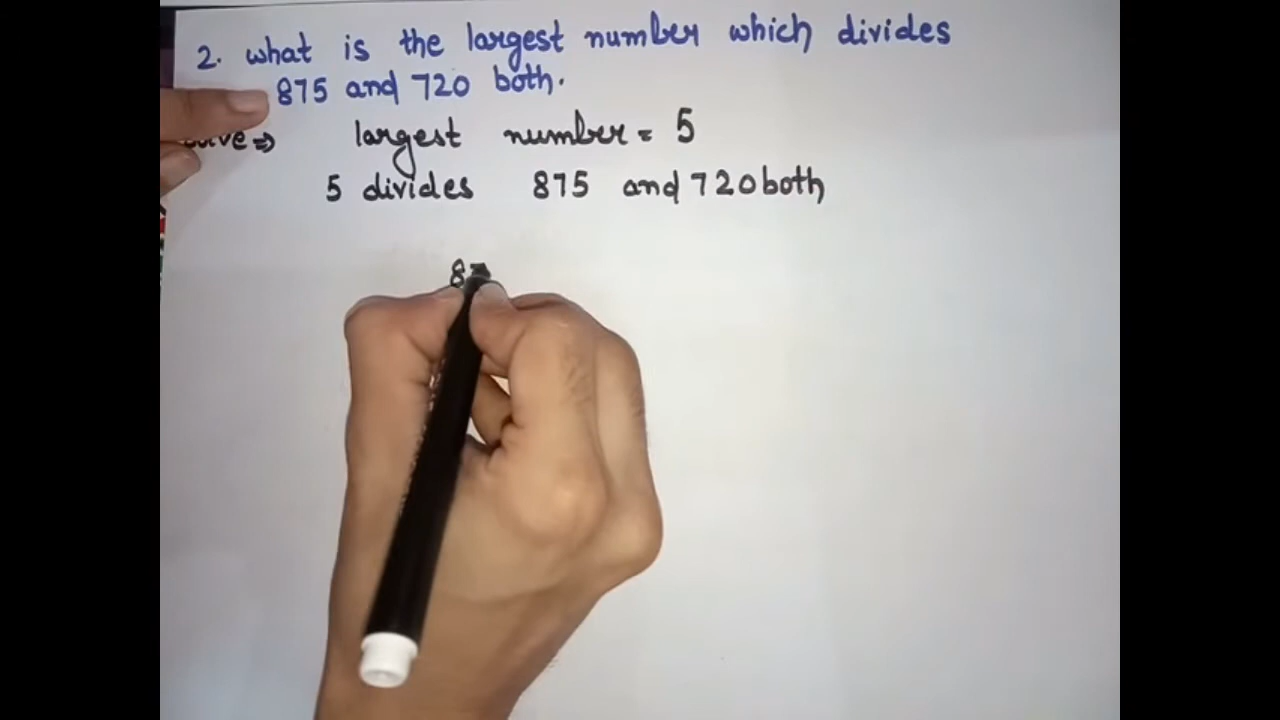 2. what is the largest number which divides
875 and 720 both.
largest number = 5
5 divides 875 and 720 both